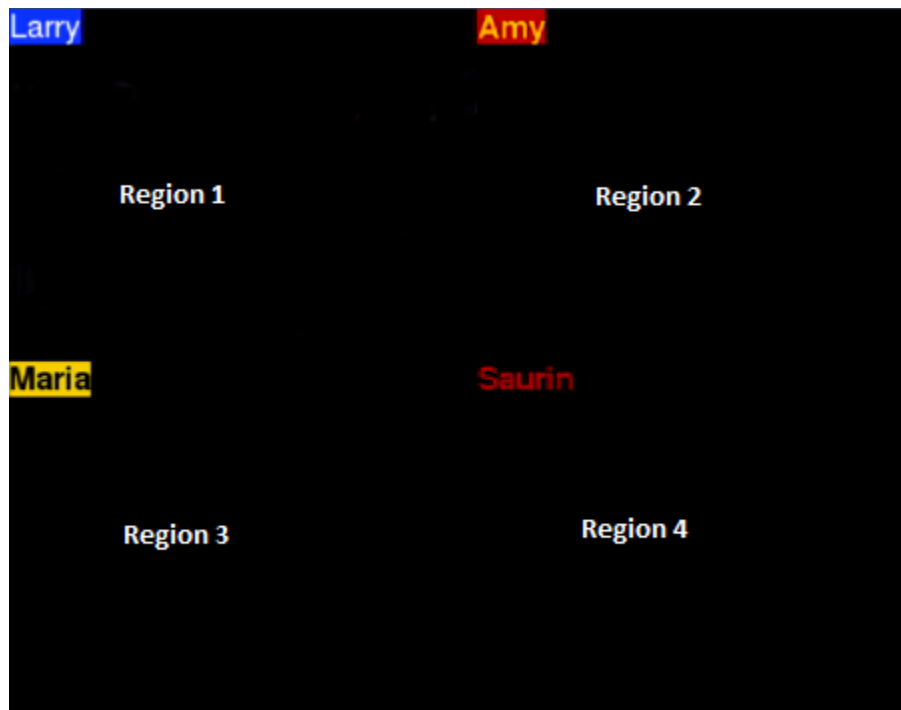 Larry
Amy
Region 1
Region 2
Maria
Saurin
Region 3
Region 4